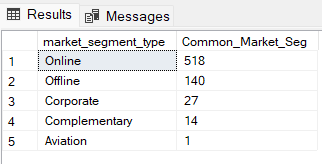 Results Messages
market_segment_type Common_Market_Seg
1 Online 518
2 Offline 140
3 Corporate 27
4 Complementary 14
5 Aviation 1